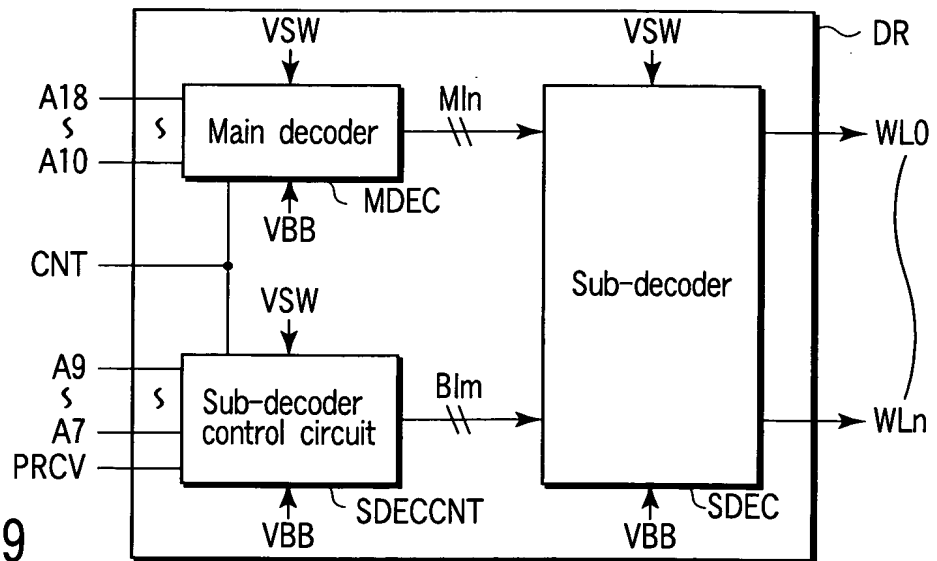 VSW
VSW
DR
A18
A10
Main decoder
MIn
WL0
MDEC
VBB
CNT
VSW
Sub-decoder
A9
A7
PRCV
Sub-decoder
control circuit
BIm
WLn
SDECCNT
VBB
SDEC
VBB
9